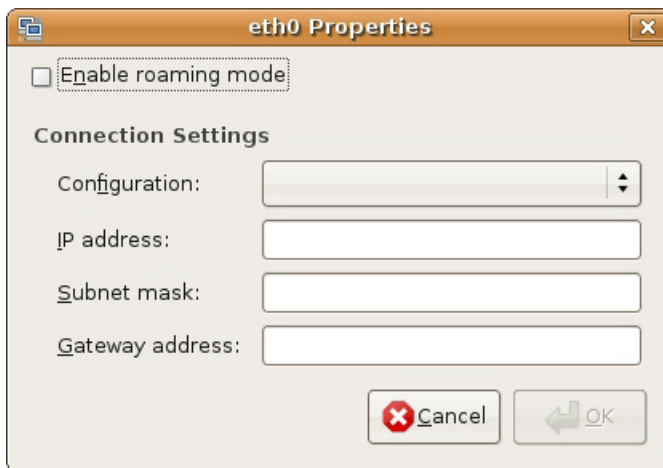 eth0 Properties
Enable roaming mode
Connection Settings
Configuration:
IP address:
Subnet mask:
Gateway address:
Cancel OK